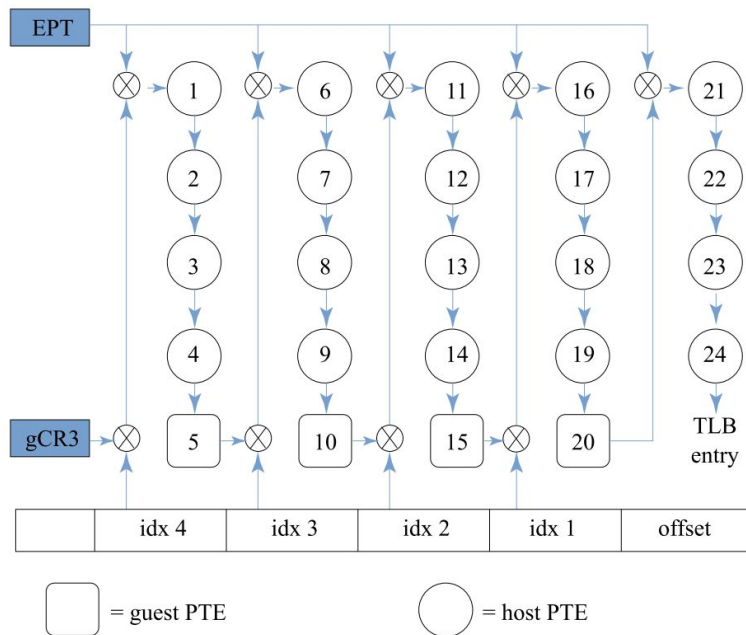 EPT
1 6 11 16 21
2 7 12 17 22
3 8 13 18 23
4 9 14 19 24
gCR3 5 10 15 20 TLB
entry
idx 4 idx 3 idx 2 idx 1 offset
= guest PTE = host PTE